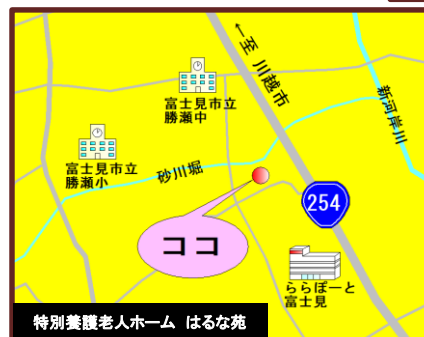 ←至 川越市
新河岸川
富士見市立
勝瀬中
富士見市立
勝瀬小
砂川堀
254
ココ
ららぽーと
富士見
特別養護老人ホーム はるな苑